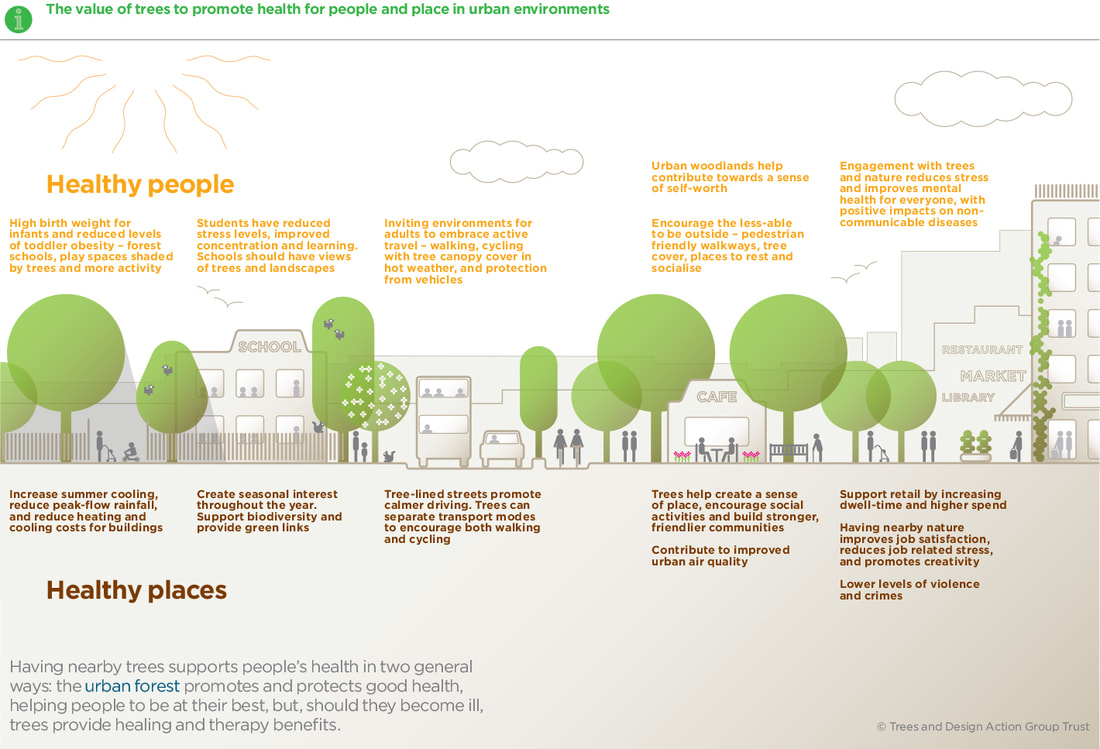 i
The value of trees to promote health for people and place in urban environments
Healthy people
High birth weight for
infants and reduced levels
of toddler obesity – forest
schools, play spaces shaded
by trees and more activity
Students have reduced
stress levels, improved
concentration and learning.
Schools should have views
of trees and landscapes
Inviting environments for
adults to embrace active
travel – walking, cycling
with tree canopy cover in
hot weather, and protection
from vehicles
Urban woodlands help
contribute towards a sense
of self-worth
Encourage the less-able
to be outside – pedestrian
friendly walkways, tree
cover, places to rest and
socialise
Engagement with trees
and nature reduces stress
and improves mental
health for everyone, with
positive impacts on non-
communicable diseases
SCHOOL
CAFE
RESTAURANT
MARKET
LIBRARY
Increase summer cooling,
reduce peak-flow rainfall,
and reduce heating and
cooling costs for buildings
Create seasonal interest
throughout the year.
Support biodiversity and
provide green links
Tree-lined streets promote
calmer driving. Trees can
separate transport modes
to encourage both walking
and cycling
Trees help create a sense
of place, encourage social
activities and build stronger,
friendlier communities
Contribute to improved
urban air quality
Support retail by increasing
dwell-time and higher spend
Having nearby nature
improves job satisfaction,
reduces job related stress,
and promotes creativity
Lower levels of violence
and crimes
Healthy places
Having nearby trees supports people's health in two general
ways: the urban forest promotes and protects good health,
helping people to be at their best, but, should they become ill,
trees provide healing and therapy benefits.
© Trees and Design Action Group Trust